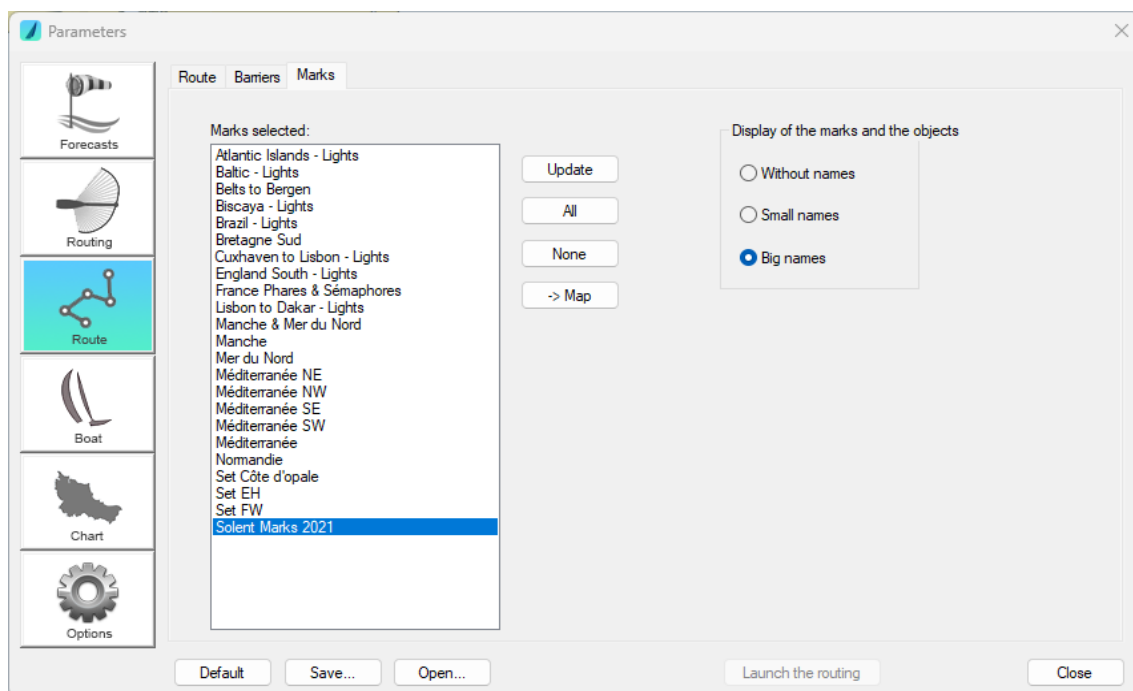 Parameters
Forecasts
Routing
Route
Boat
Chart
Options
Route Barriers Marks
Marks selected:
Atlantic Islands - Lights
Baltic - Lights
Belts to Bergen
Biscaya - Lights
Brazil - Lights
Bretagne Sud
Cuxhaven to Lisbon - Lights
England South - Lights
France Phares & Sémaphores
Lisbon to Dakar - Lights
Manche & Mer du Nord
Manche
Mer du Nord
Méditerranée NE
Méditerranée NW
Méditerranée SE
Méditerranée SW
Méditerranée
Normandie
Set Côte d'opale
Set EH
Set FW
Solent Marks 2021
Update
All
None
-> Map
Display of the marks and the objects
Without names
Small names
Big names
Default Save... Open... Launch the routing Close